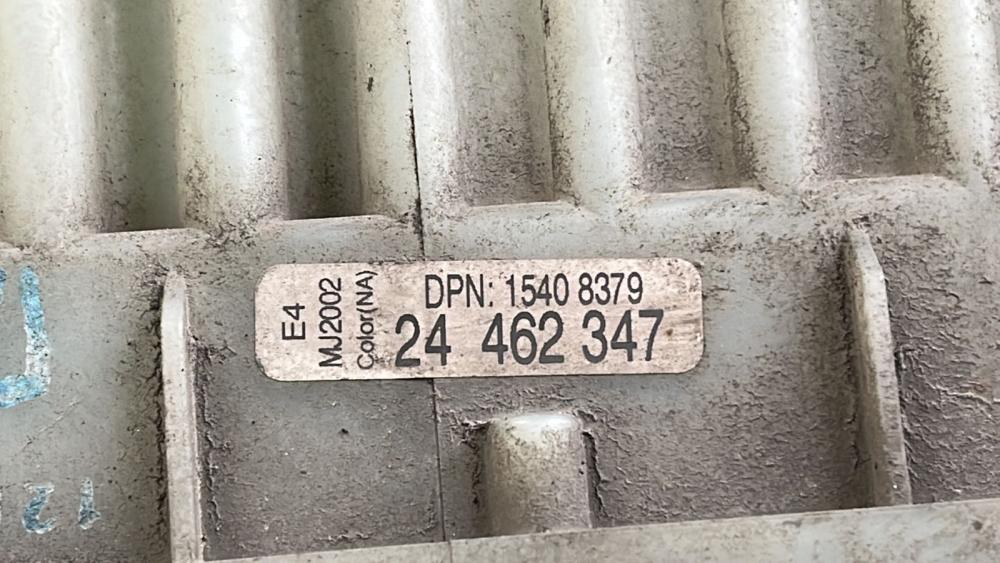 E4
MJ2002
Color(NA)
DPN: 1540 8379
24 462 347